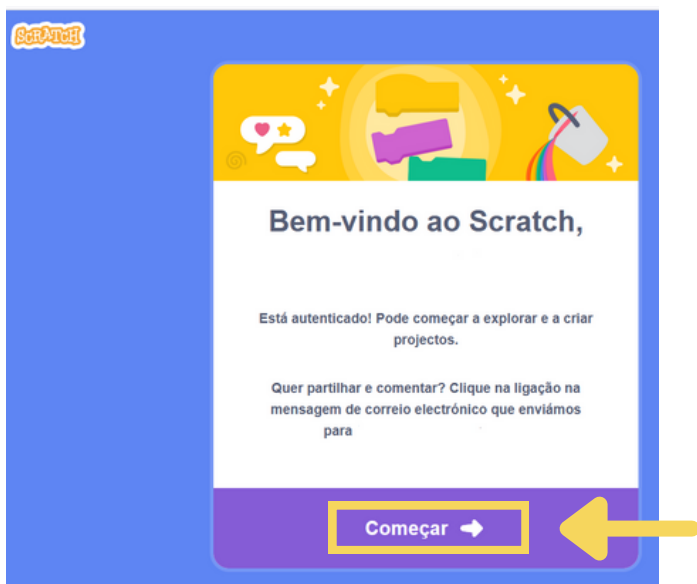 SCRATCH
Bem-vindo ao Scratch,
Está autenticado! Pode começar a explorar e a criar
projectos.
Quer partilhar e comentar? Clique na ligação na
mensagem de correio electrónico que enviámos
para
Começar